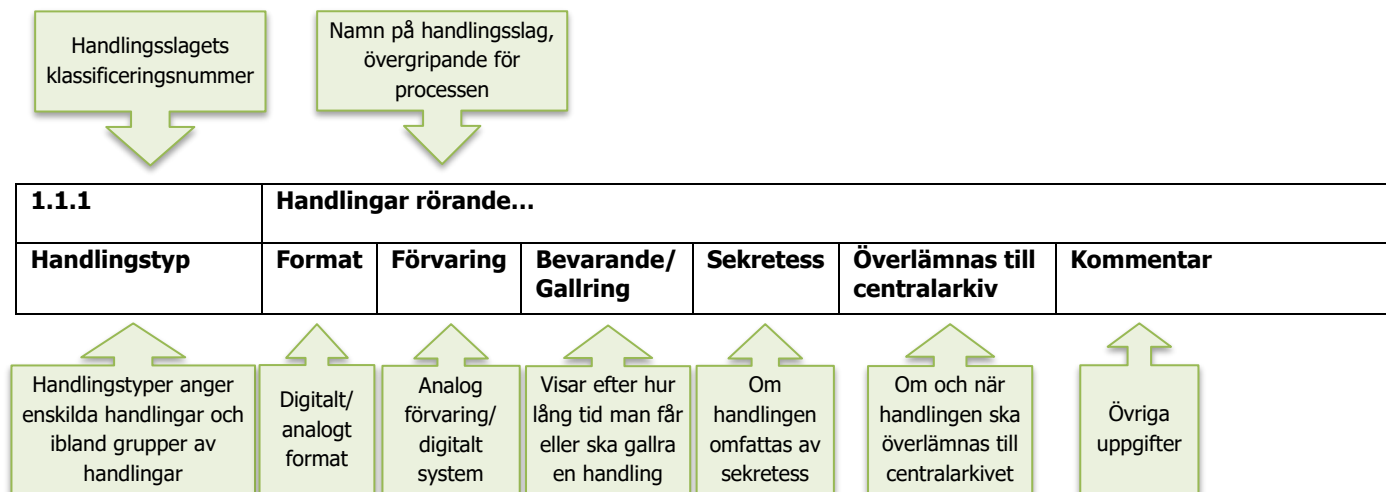 Handlingsslagets
klassificeringsnummer
Namn på handlingsslag,
övergripande för
processen
1.1.1
Handlingar rörande…
Handlingstyp
Format
Förvaring
Bevarande/
Gallring
Sekretess
Överlämnas till
centralarkiv
Kommentar
Handlingstyper anger
enskilda handlingar och
ibland grupper av
handlingar
Digitalt/
analogt
format
Analog
förvaring/
digitalt
system
Visar efter hur
lång tid man får
eller ska gallra
en handling
Om
handlingen
omfattas av
sekretess
Om och när
handlingen ska
överlämnas till
centralarkivet
Övriga
uppgifter